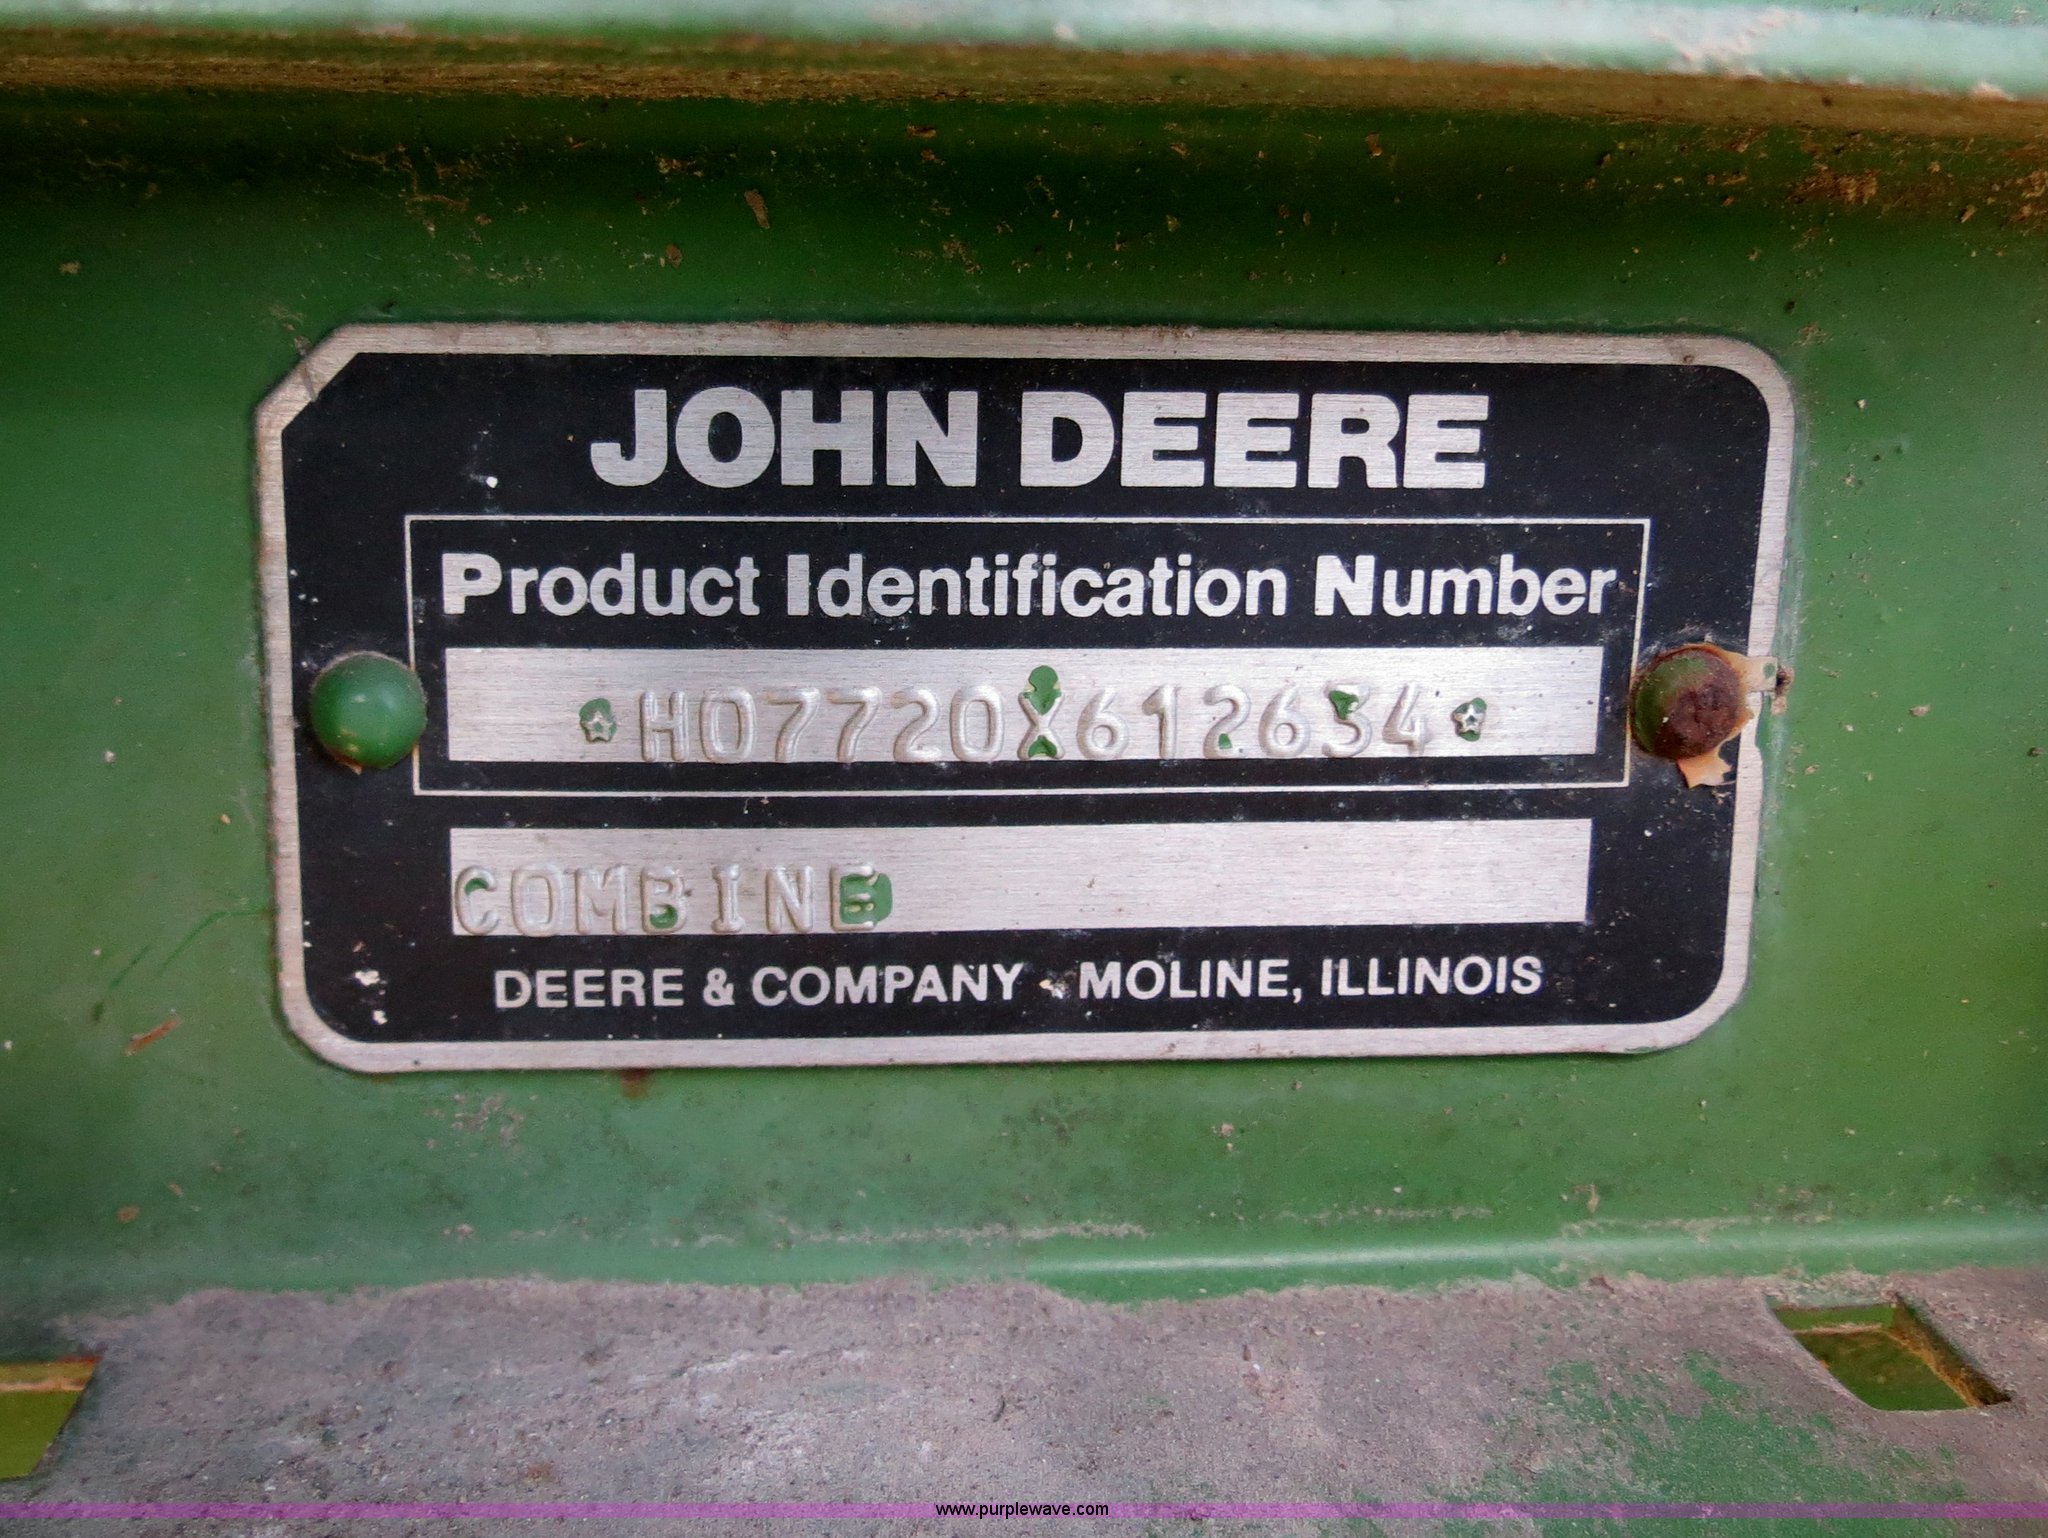 JOHN DEERE
Product Identification Number
☆H07720X612634☆
COMBINE
DEERE & COMPANY · MOLINE, ILLINOIS
www.purplewave.com